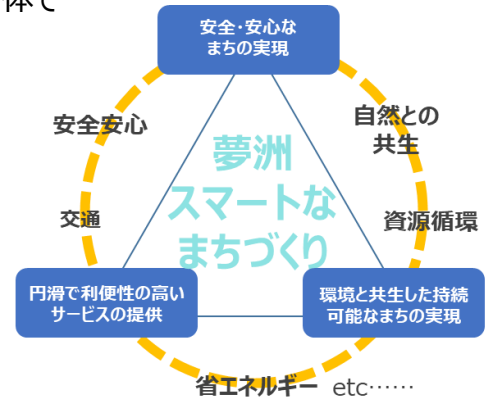 体で
安全・安心な
まちの実現
安全安心
自然との
共生
夢洲
スマートな
まちづくり
交通
資源循環
円滑で利便性の高い
サービスの提供
環境と共生した持続
可能なまちの実現
省エネルギー etc……